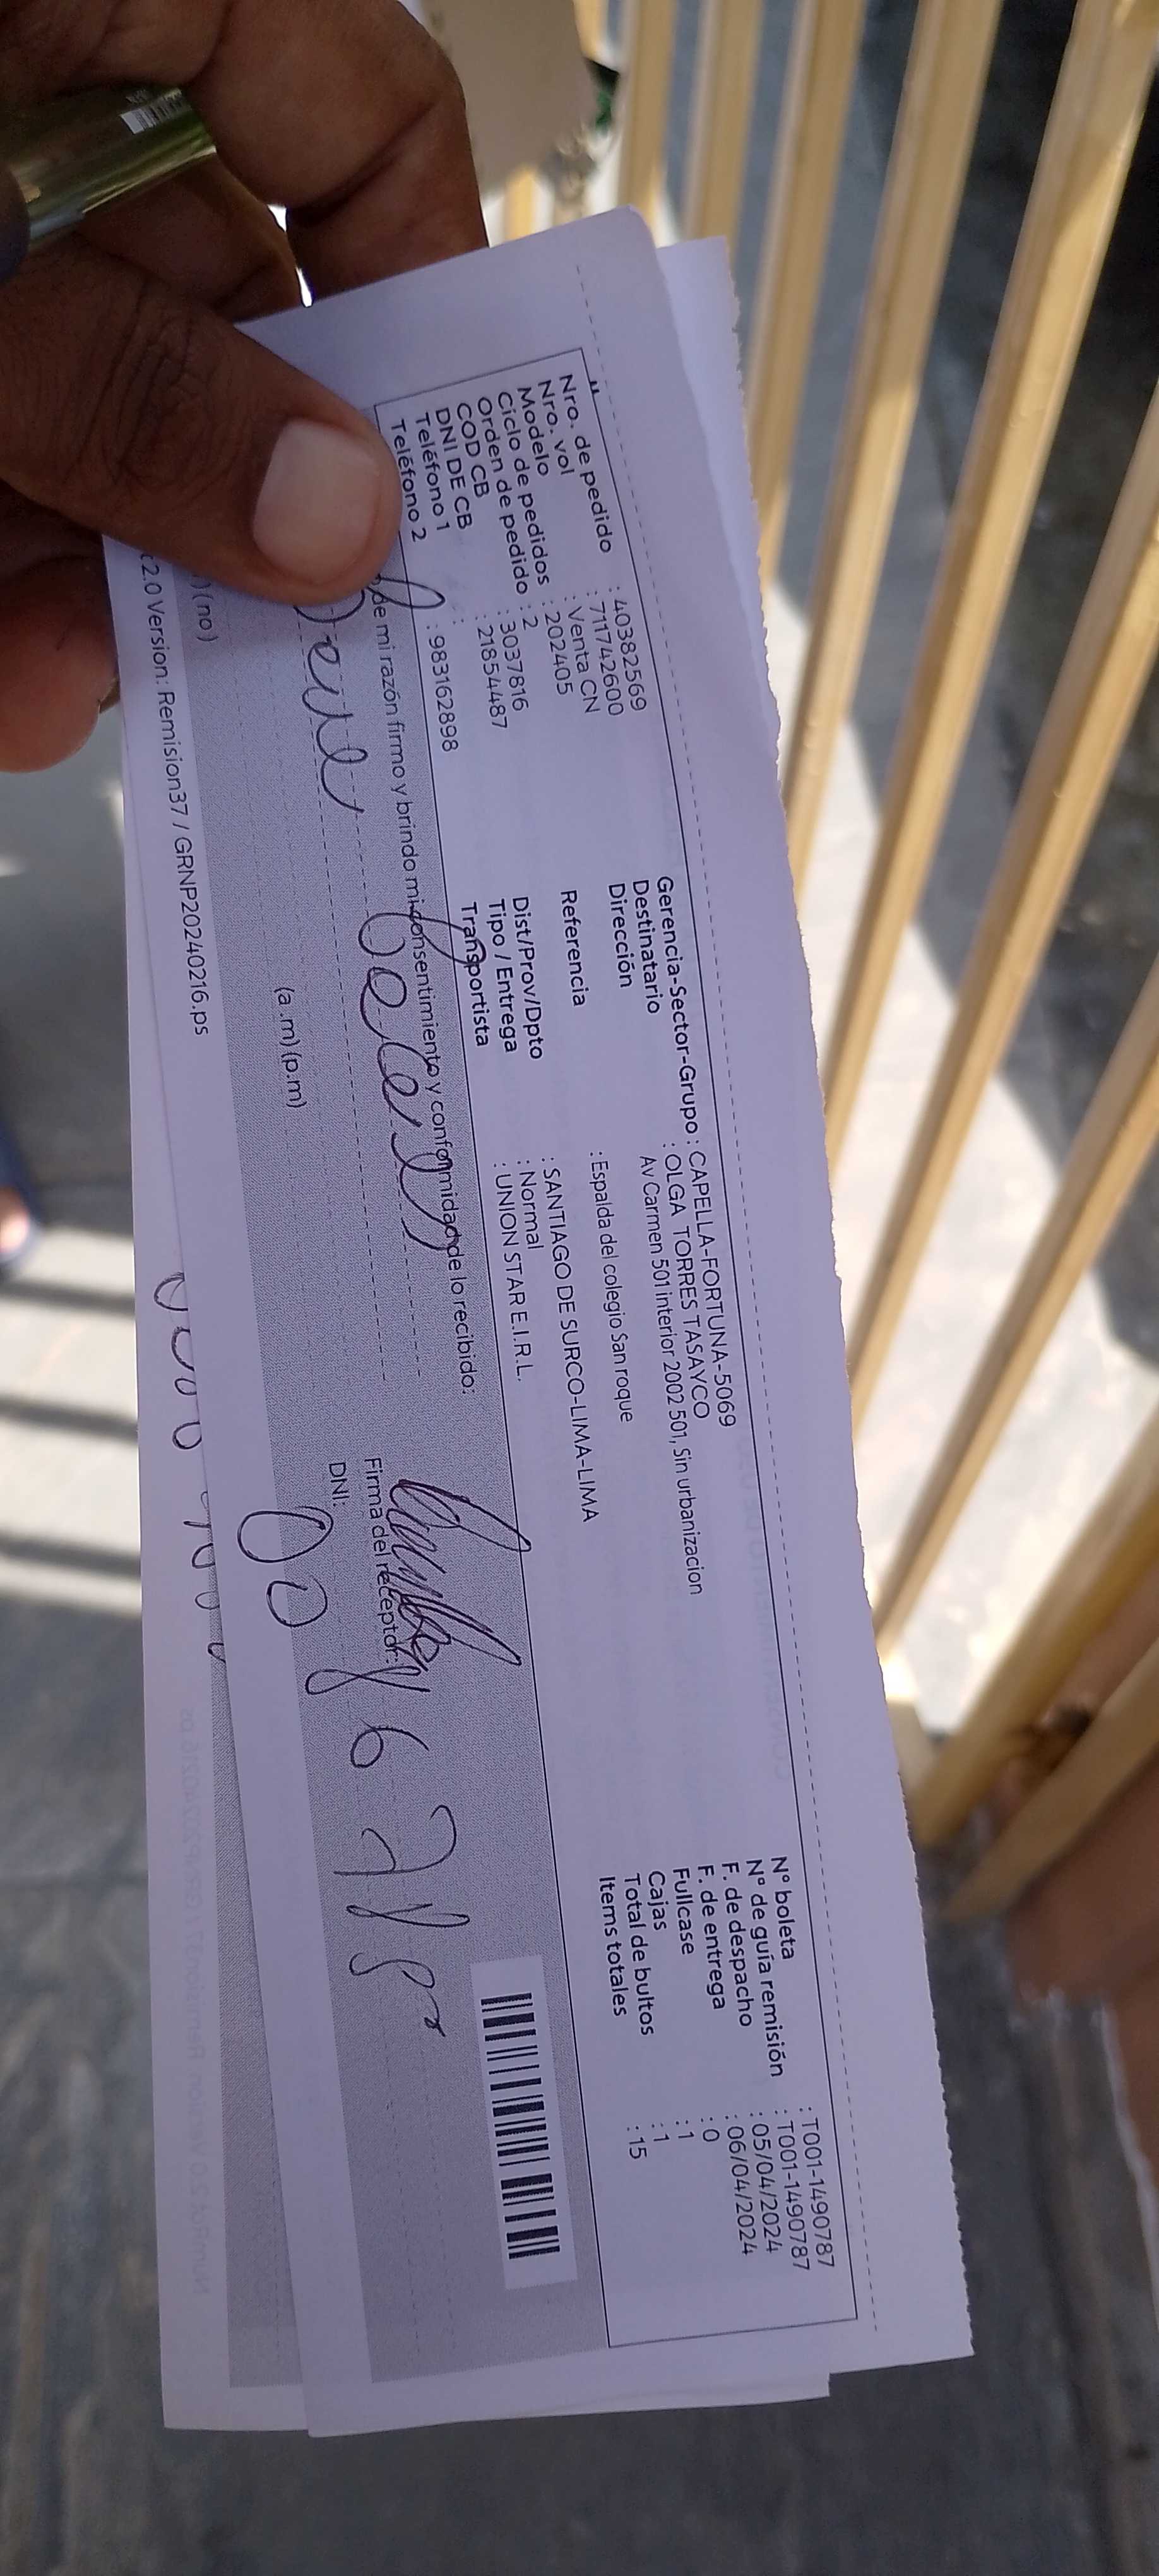 Nro. de pedido : 40382569
Nro. vol : 711742600
Modelo : Venta CN
Ciclo de pedidos : 202405
Orden de pedido : 2
COD CB : 3037816
DNI DE CB : 21854487
Teléfono 1 :
Teléfono 2 : 983162898
Gerencia-Sector-Grupo : CAPELLA-FORTUNA-5069
Destinatario : OLGA TORRES TASAYCO
Dirección Av Carmen 501 interior 2002 501, Sin urbanizacion
Referencia : Espalda del colegio San roque
Dist/Prov/Dpto : SANTIAGO DE SURCO-LIMA-LIMA
Tipo / Entrega : Normal
Transportista : UNION STAR E.I.R.L.
N° boleta : T001-1490787
N° de guía remisión : T001-1490787
F. de despacho : 05/04/2024
F. de entrega : 06/04/2024
Fullcase : 0
Cajas : 1
Total de bultos : 1
Items totales : 15
de mi razón firmo y brindo mi consentimiento y conformidad de lo recibido:
Firma del receptor:
DNI:
(a.m) (p.m)
) (no)
2.0 Version: Remision37 / GRNP20240216.ps